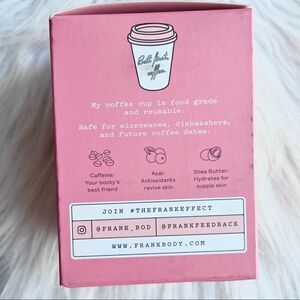 Butt first,
coffee.
My coffee cup is food grade
and reusable.
Safe for microwaves, dishwashers,
and future coffee dates.
Caffeine:
Your booty's
best friend
Acai:
Antioxidants
revive skin
Shea Butter:
Hydrates for
supple skin
JOIN #THEFRANKEFFECT
@FRANK_BOD
@FRANKFEEDBACK
WWW.FRANKBODY.COM